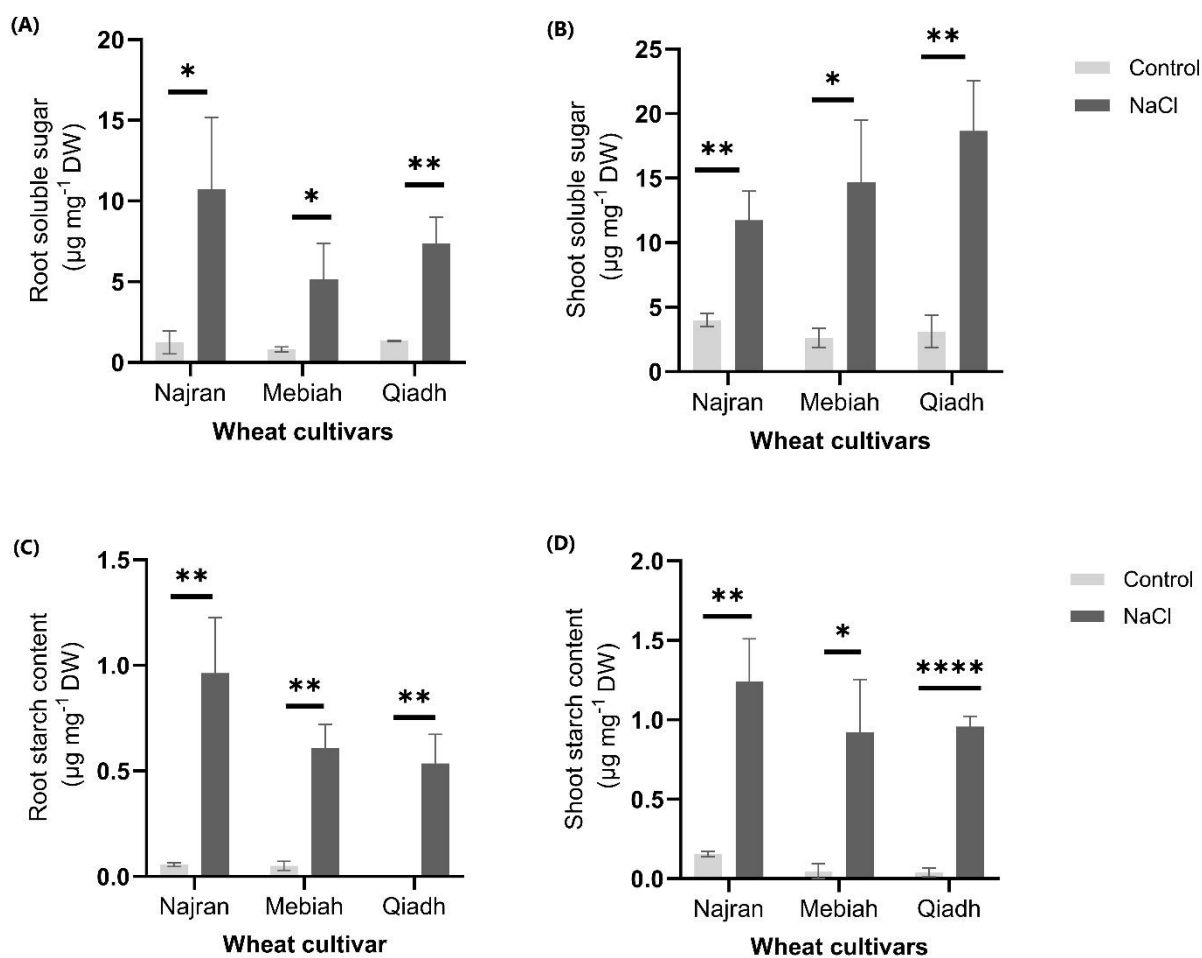 (A)
Root soluble sugar
(µg mg⁻¹ DW)
20
15
10
5
0
*
*
**
Najran
Mebiah
Qiadh
Wheat cultivars
(B)
Shoot soluble sugar
(µg mg⁻¹ DW)
25
20
15
10
5
0
**
*
**
Najran
Mebiah
Qiadh
Wheat cultivars
Control
NaCl
(C)
Root starch content
(µg mg⁻¹ DW)
1.5
1.0
0.5
0.0
**
**
**
Najran
Mebiah
Qiadh
Wheat cultivar
(D)
Shoot starch content
(µg mg⁻¹ DW)
2.0
1.5
1.0
0.5
0.0
**
*
****
Najran
Mebiah
Qiadh
Wheat cultivars
Control
NaCl